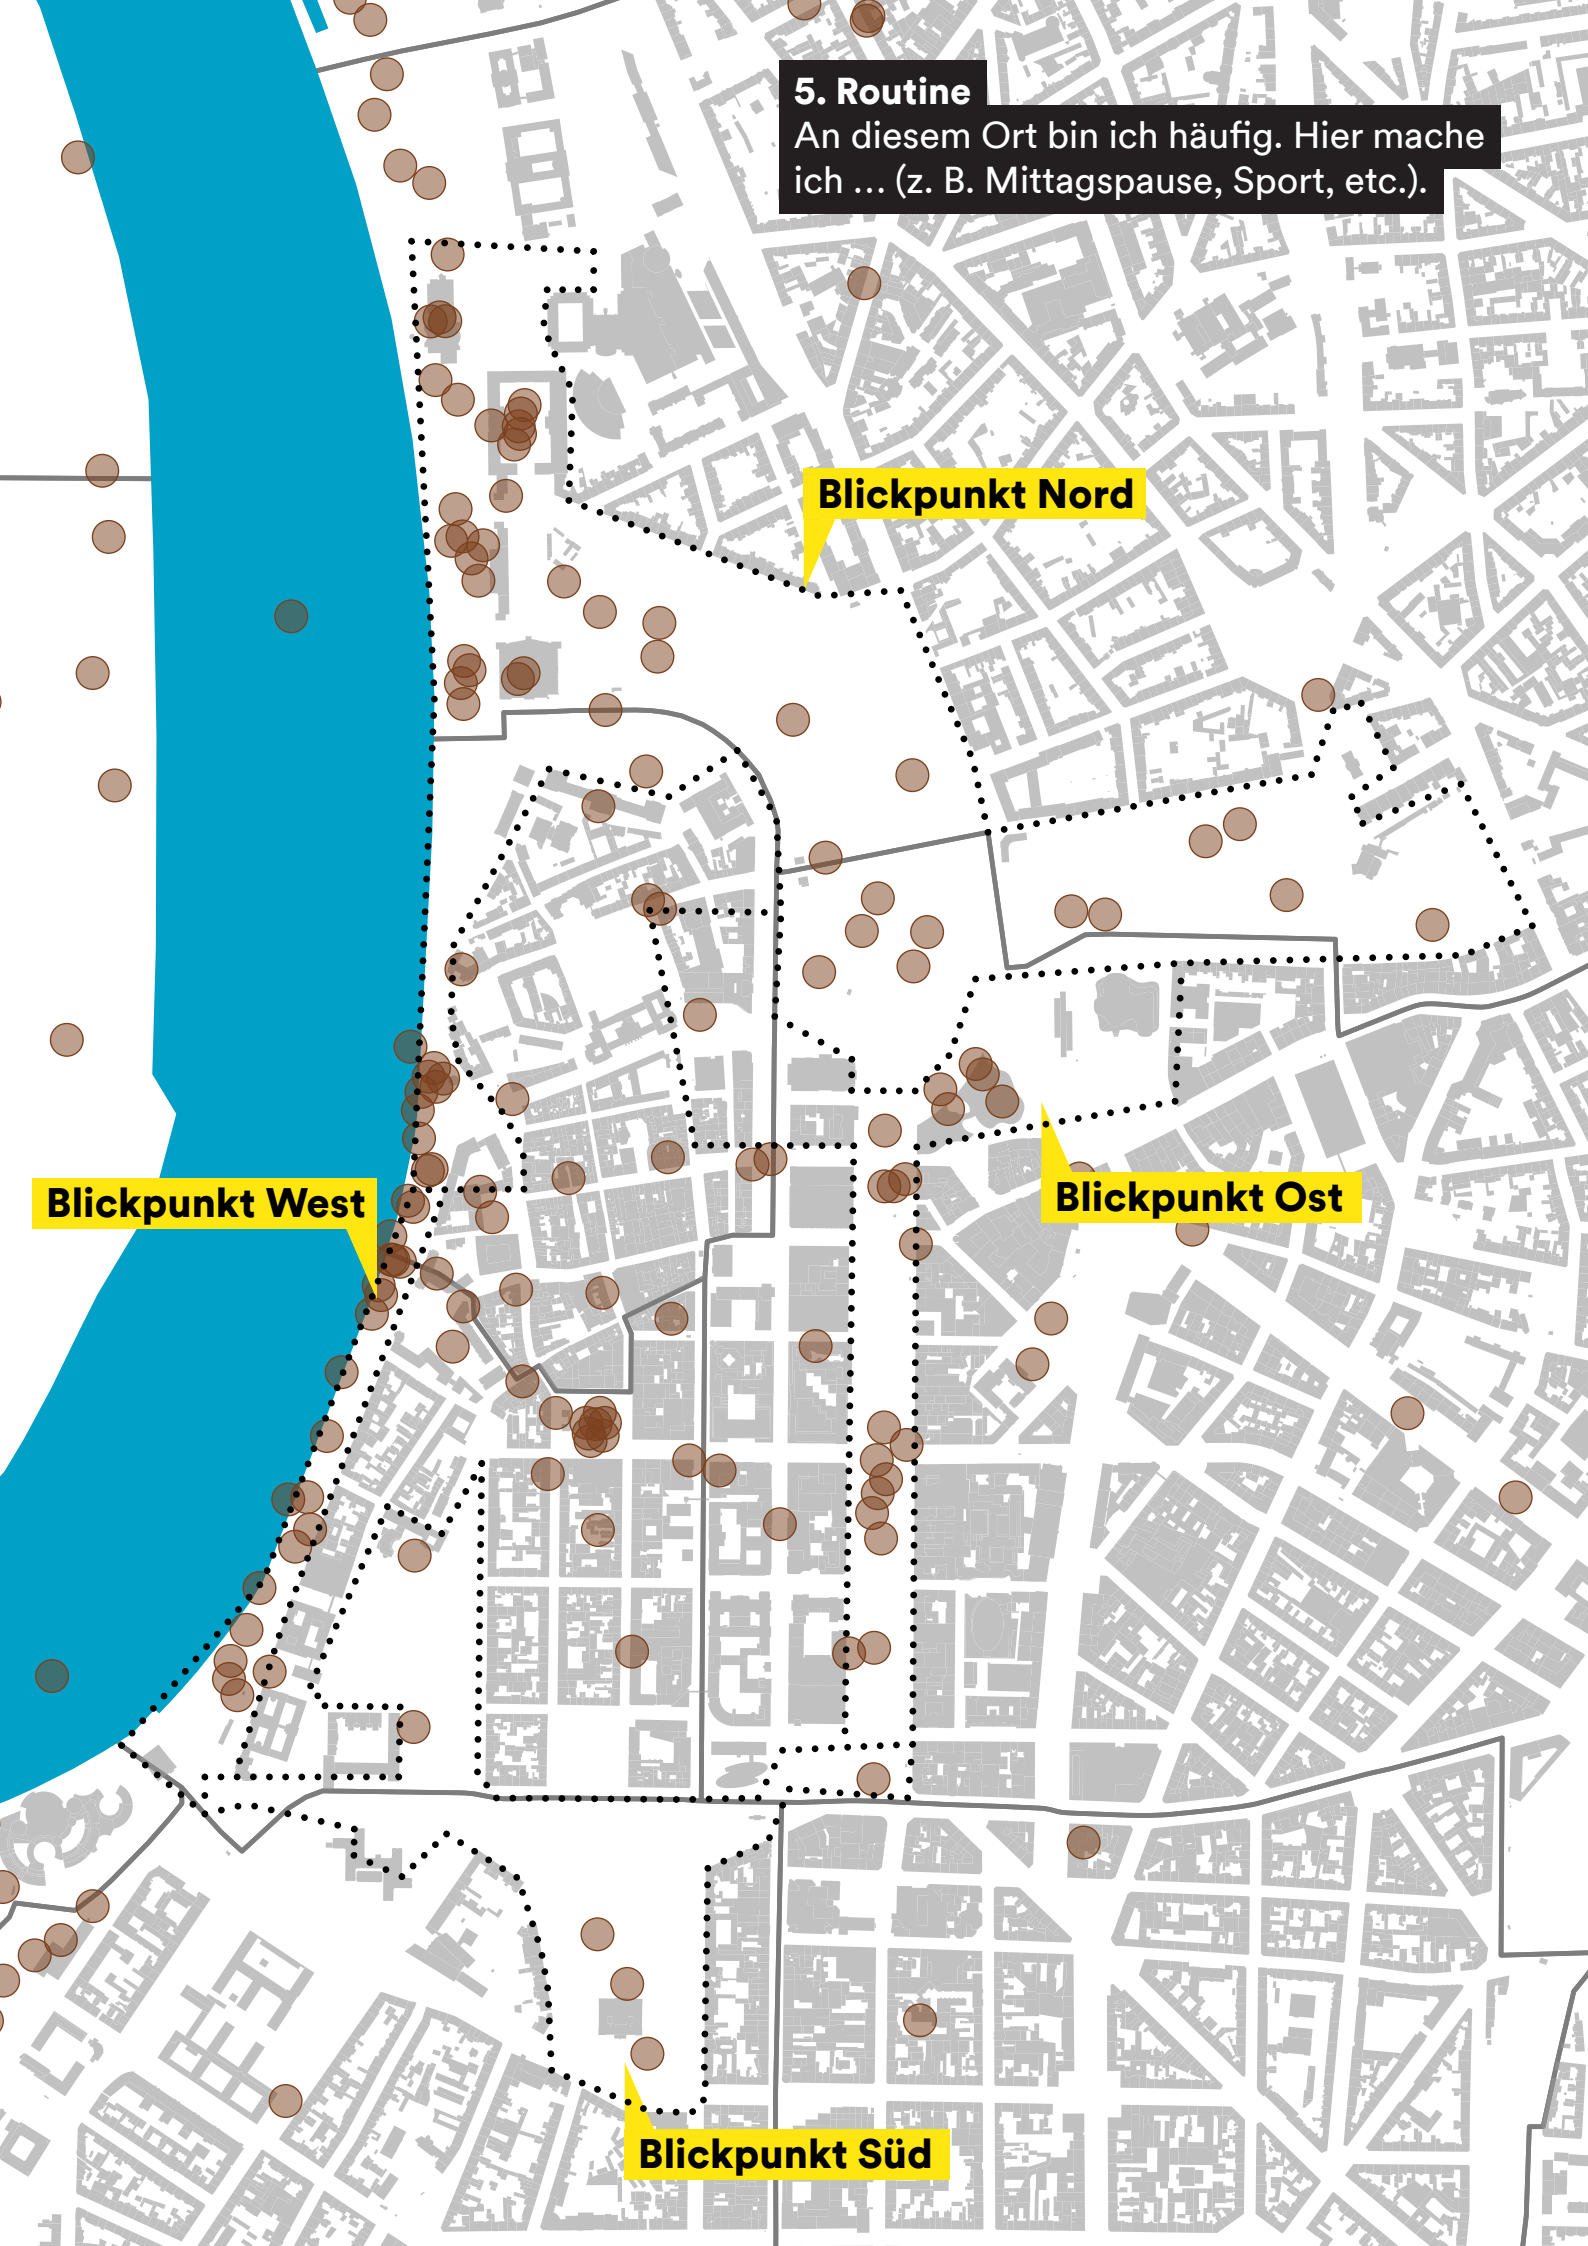 5. Routine
An diesem Ort bin ich häufig. Hier mache
ich … (z. B. Mittagspause, Sport, etc.).
Blickpunkt Nord
Blickpunkt West
Blickpunkt Ost
Blickpunkt Süd